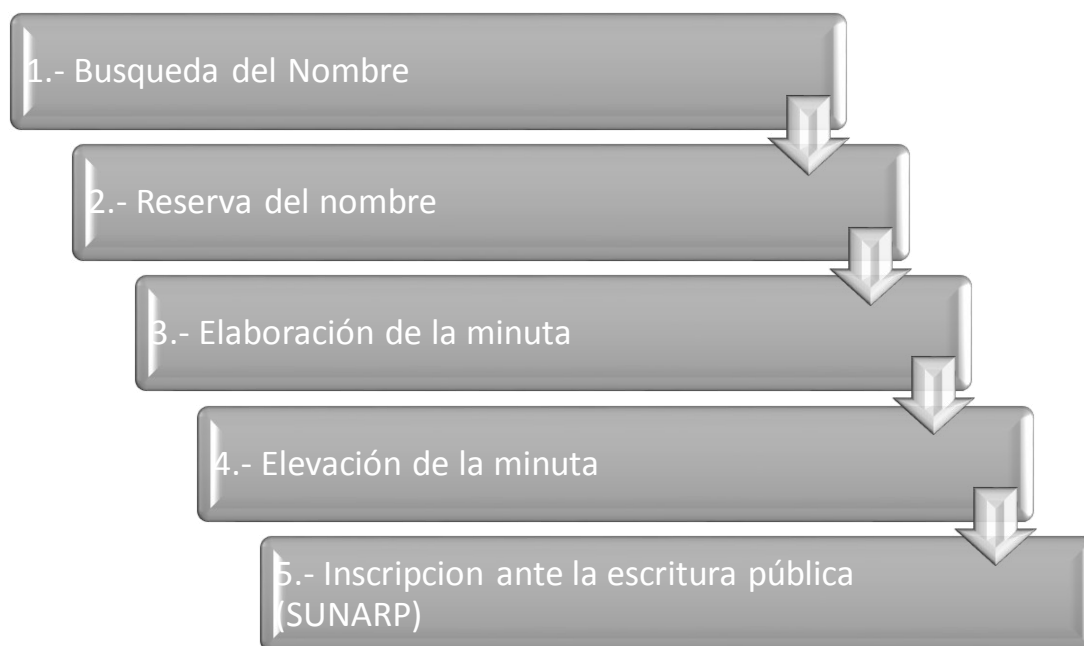 1.- Busqueda del Nombre
2.- Reserva del nombre
3.- Elaboración de la minuta
4.- Elevación de la minuta
5.- Inscripcion ante la escritura pública
(SUNARP)